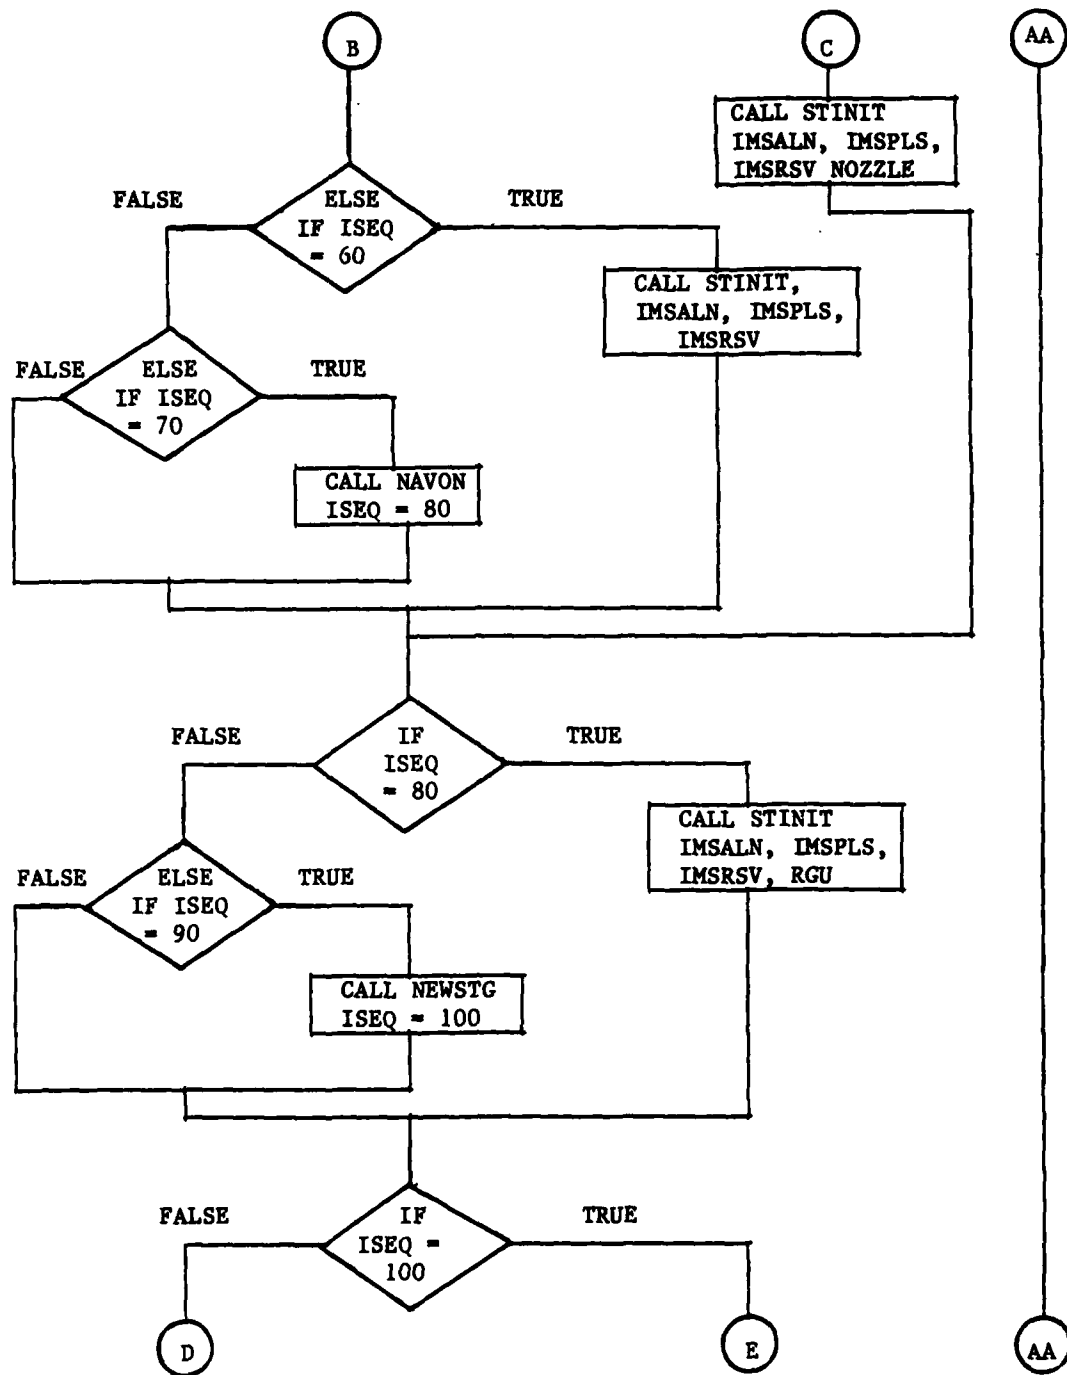 B
C
AA
CALL STINIT
IMSALN, IMSPLS,
IMSRSV NOZZLE
FALSE
ELSE
IF ISEQ
= 60
TRUE
CALL STINIT,
IMSALN, IMSPLS,
IMSRSV
FALSE
ELSE
IF ISEQ
= 70
TRUE
CALL NAVON
ISEQ = 80
FALSE
IF
ISEQ
= 80
TRUE
CALL STINIT
IMSALN, IMSPLS,
IMSRSV, RGU
FALSE
ELSE
IF ISEQ
= 90
TRUE
CALL NEWSTG
ISEQ = 100
FALSE
IF
ISEQ =
100
TRUE
D
E
AA